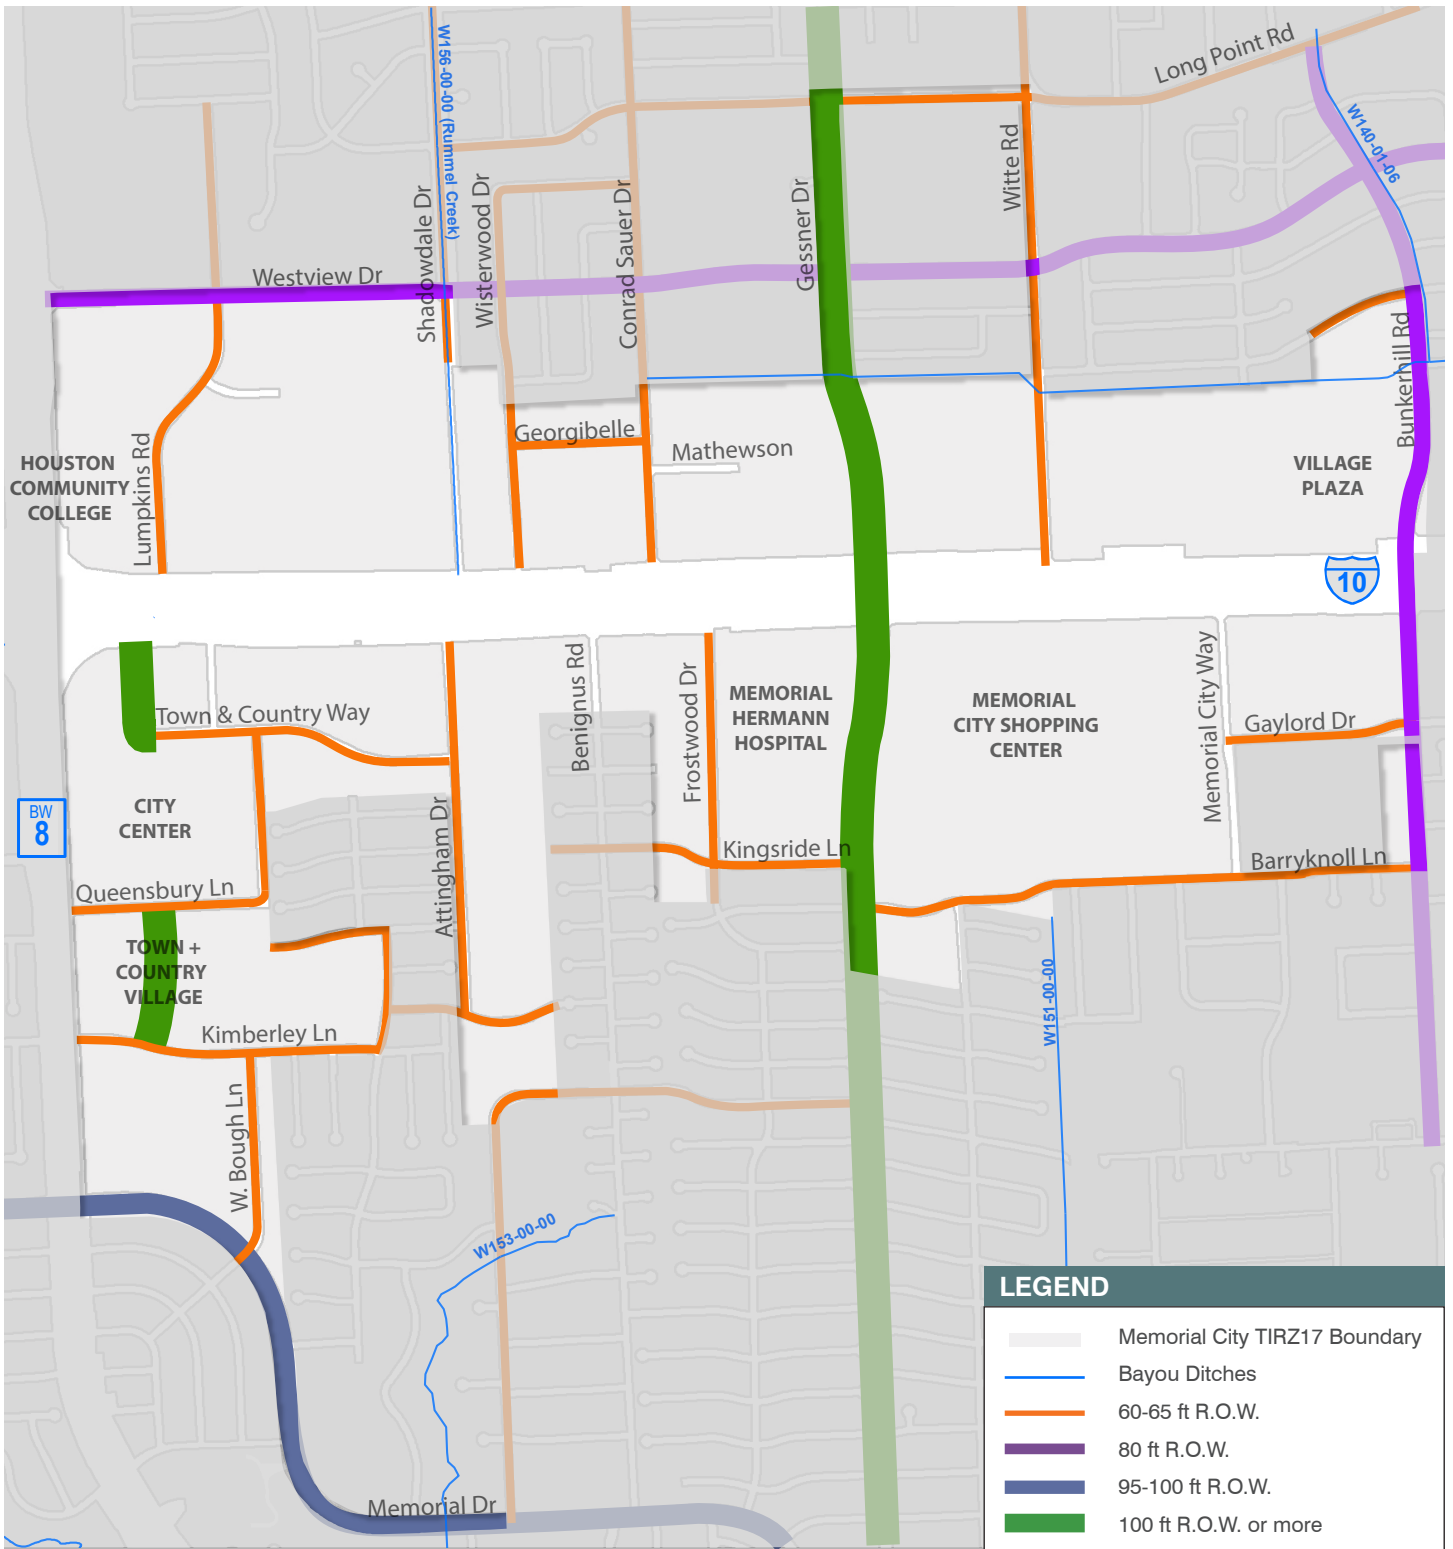 Long Point Rd
W156-00-00 (Rummel Creek)
W140-01-06
Witte Rd
Shadowdale Dr
Wisterwood Dr
Conrad Sauer Dr
Gessner Dr
Westview Dr
Bunkerhill Rd
Georgibelle
Mathewson
Lumpkins Rd
HOUSTON
COMMUNITY
COLLEGE
VILLAGE
PLAZA
10
Benignus Rd
Frostwood Dr
Memorial City Way
MEMORIAL
HERMANN
HOSPITAL
MEMORIAL
CITY SHOPPING
CENTER
Town & Country Way
Gaylord Dr
BW
8
CITY
CENTER
Attingham Dr
Kingsride Ln
Barryknoll Ln
Queensbury Ln
TOWN +
COUNTRY
VILLAGE
W151-00-00
Kimberley Ln
W. Bough Ln
W153-00-00
Memorial Dr
LEGEND
Memorial City TIRZ17 Boundary
Bayou Ditches
60-65 ft R.O.W.
80 ft R.O.W.
95-100 ft R.O.W.
100 ft R.O.W. or more